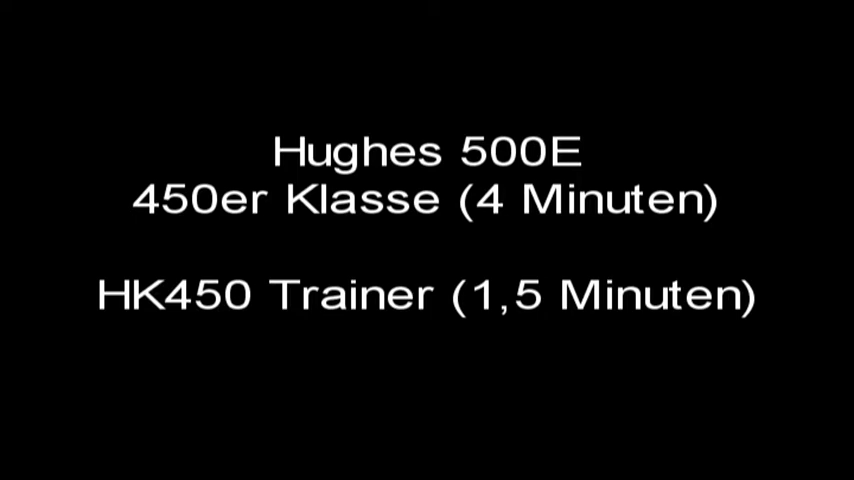 Hughes 500E
450er Klasse (4 Minuten)
HK450 Trainer (1,5 Minuten)